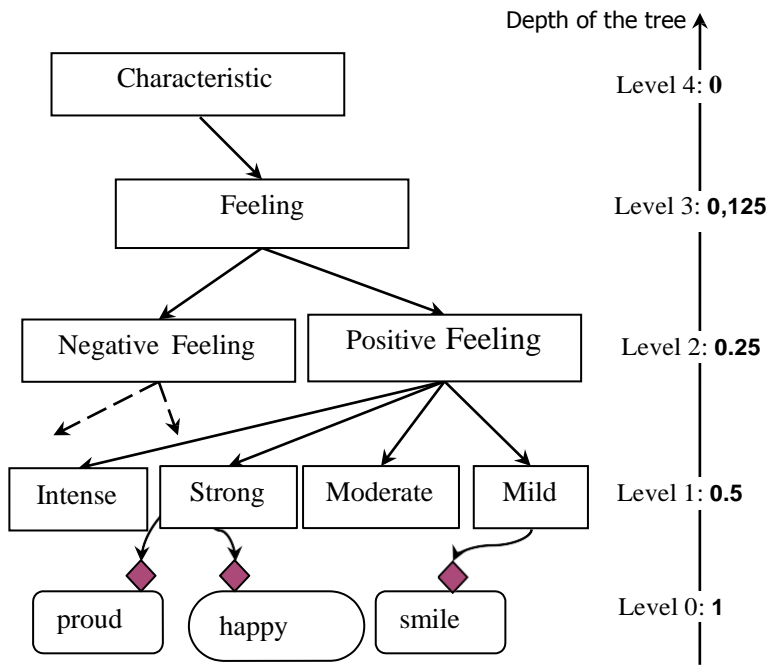 Depth of the tree
Characteristic
Level 4: 0
Feeling
Level 3: 0,125
Negative Feeling
Positive Feeling
Level 2: 0.25
Intense
Strong
Moderate
Mild
Level 1: 0.5
proud
happy
smile
Level 0: 1